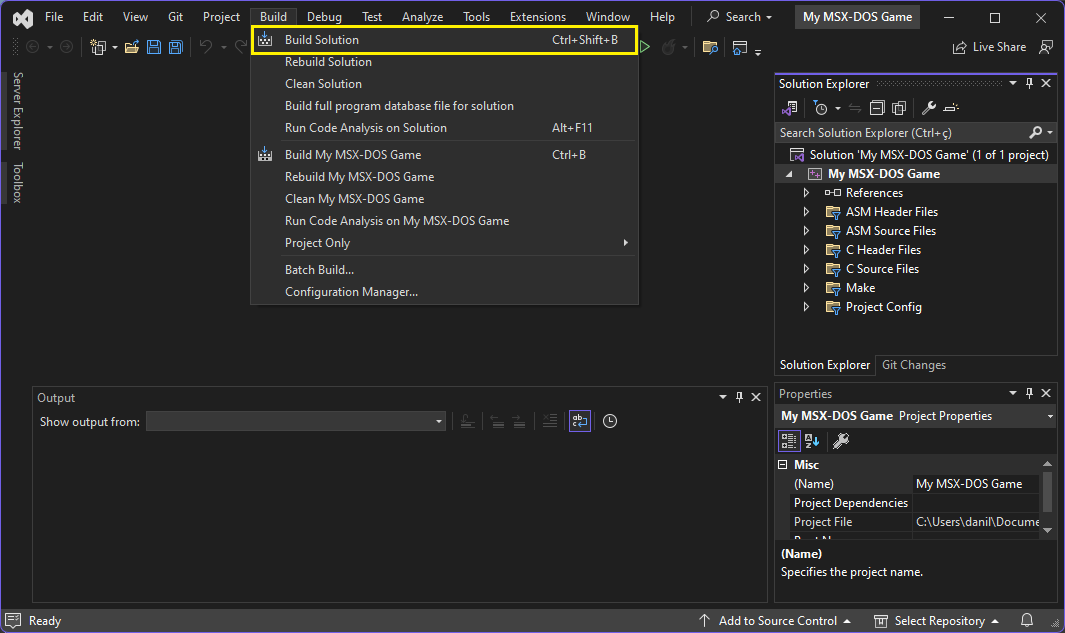 File Edit View Git Project Build Debug Test Analyze Tools Extensions Window Help Search My MSX-DOS Game
Live Share
Server Explorer
Toolbox
Build Solution Ctrl+Shift+B
Rebuild Solution
Clean Solution
Build full program database file for solution
Run Code Analysis on Solution Alt+F11
Build My MSX-DOS Game Ctrl+B
Rebuild My MSX-DOS Game
Clean My MSX-DOS Game
Run Code Analysis on My MSX-DOS Game
Project Only
Batch Build...
Configuration Manager...
Solution Explorer
Search Solution Explorer (Ctrl+ç)
Solution 'My MSX-DOS Game' (1 of 1 project)
My MSX-DOS Game
References
ASM Header Files
ASM Source Files
C Header Files
C Source Files
Make
Project Config
Solution Explorer Git Changes
Output
Show output from:
Properties
My MSX-DOS Game Project Properties
Misc
(Name) My MSX-DOS Game
Project Dependencies
Project File C:\Users\danil\Docume
(Name)
Specifies the project name.
Ready
Add to Source Control Select Repository